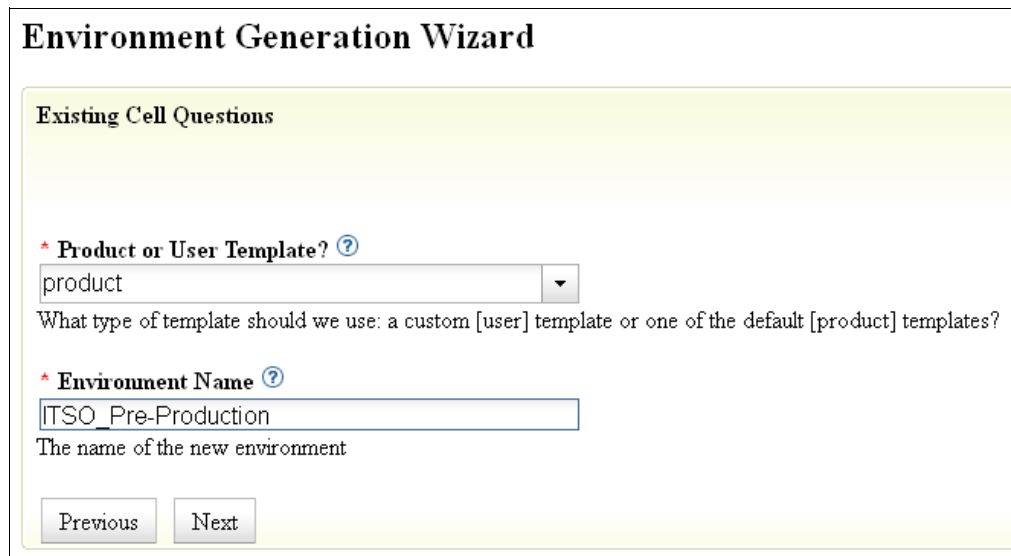 Environment Generation Wizard
Existing Cell Questions
* Product or User Template? ?
product
What type of template should we use: a custom [user] template or one of the default [product] templates?
* Environment Name ?
ITSO_Pre-Production
The name of the new environment
Previous Next